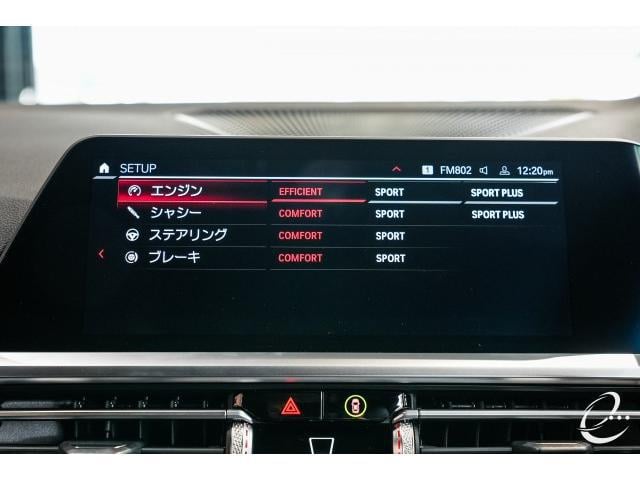 SETUP 1 FM802 12:20pm
エンジン EFFICIENT SPORT SPORT PLUS
シャシー COMFORT SPORT SPORT PLUS
ステアリング COMFORT SPORT
ブレーキ COMFORT SPORT